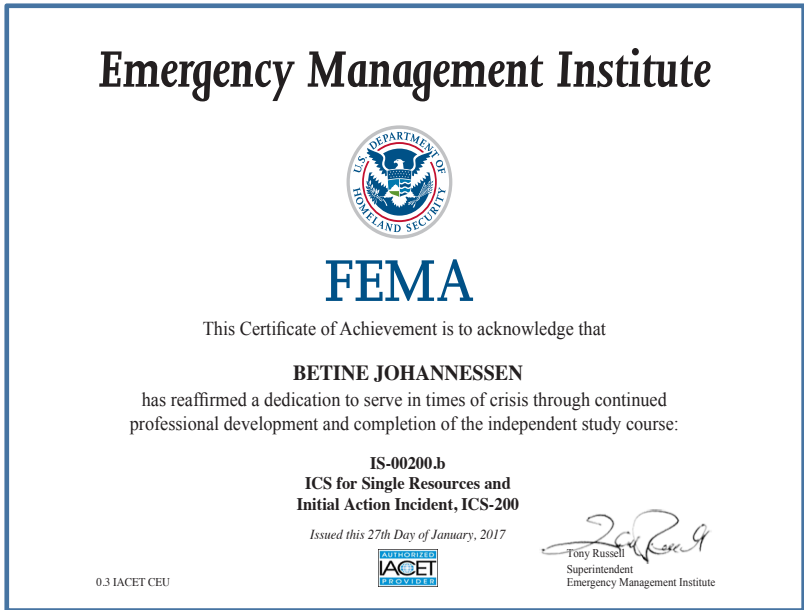 Emergency Management Institute
U.S. DEPARTMENT OF
HOMELAND SECURITY
FEMA
This Certificate of Achievement is to acknowledge that
BETINE JOHANNESSEN
has reaffirmed a dedication to serve in times of crisis through continued
professional development and completion of the independent study course:
IS-00200.b
ICS for Single Resources and
Initial Action Incident, ICS-200
Issued this 27th Day of January, 2017
AUTHORIZED
IACET
PROVIDER
0.3 IACET CEU
Tony Russell
Superintendent
Emergency Management Institute